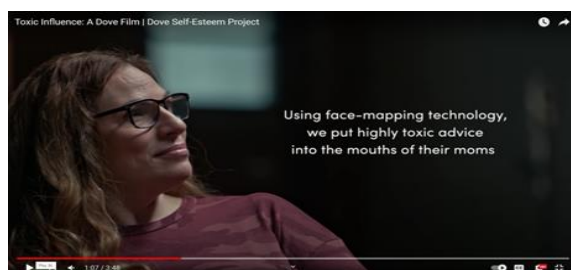 Toxic Influence: A Dove Film | Dove Self-Esteem Project
Using face-mapping technology,
we put highly toxic advice
into the mouths of their moms
1:07 / 3:48